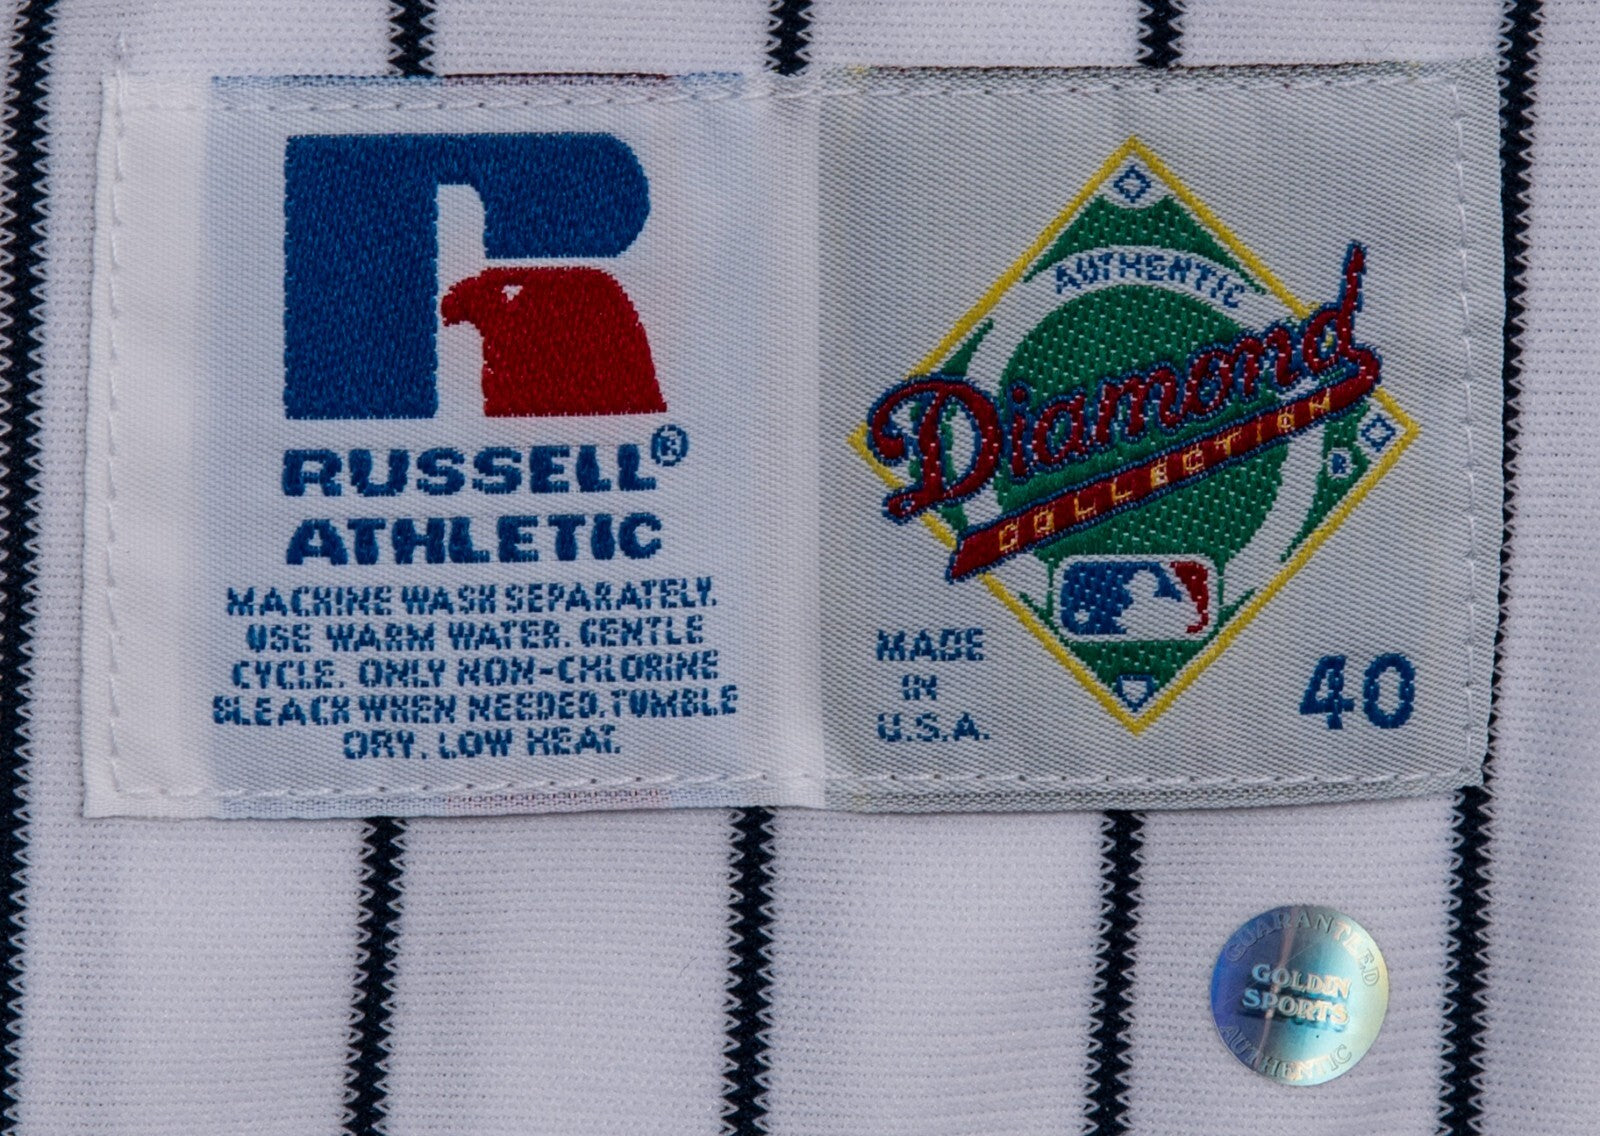 RUSSELL®
ATHLETIC
MACHINE WASH SEPARATELY.
USE WARM WATER. GENTLE
CYCLE. ONLY NON-CHLORINE
BLEACH WHEN NEEDED. TUMBLE
DRY. LOW HEAT.
AUTHENTIC
Diamond
COLLECTION
®
MADE
IN
U.S.A.
40
GUARANTEED
GOLDIN
SPORTS
AUTHENTIC